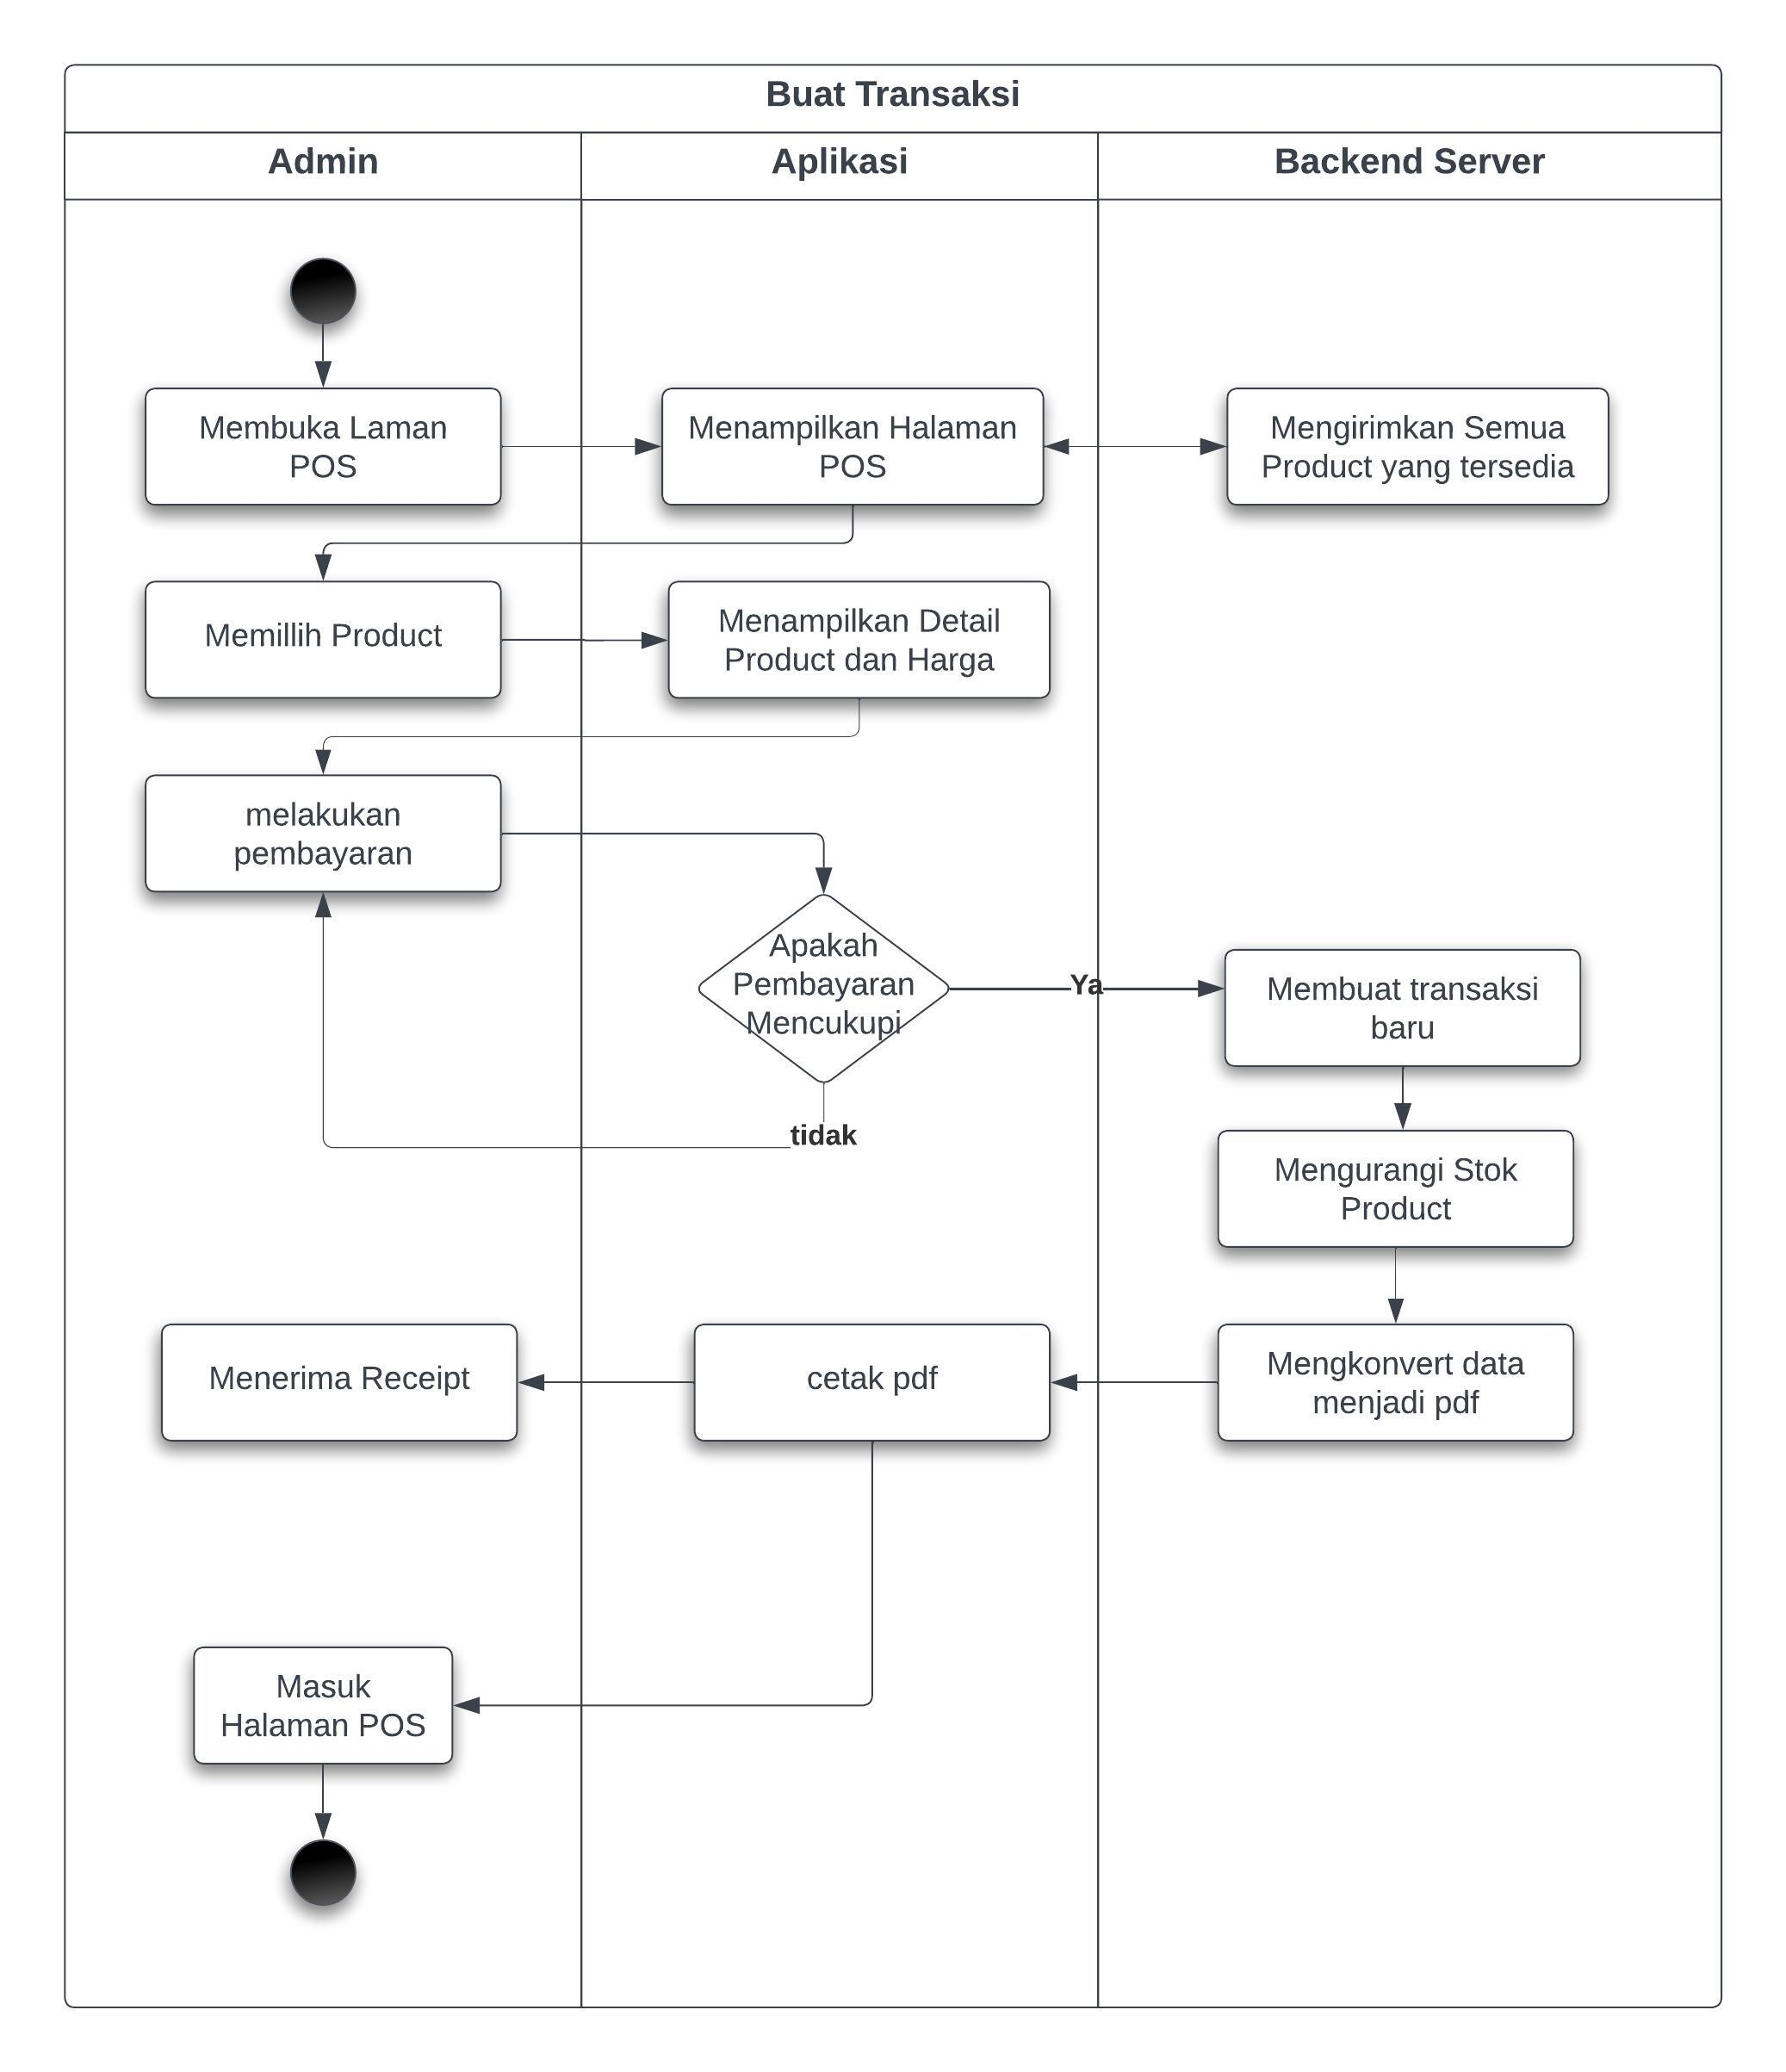 Buat Transaksi
Admin
Aplikasi
Backend Server
Membuka Laman
POS
Menampilkan Halaman
POS
Mengirimkan Semua
Product yang tersedia
Memillih Product
Menampilkan Detail
Product dan Harga
melakukan
pembayaran
Apakah
Pembayaran
Mencukupi
Ya
Membuat transaksi
baru
tidak
Mengurangi Stok
Product
Menerima Receipt
cetak pdf
Mengkonvert data
menjadi pdf
Masuk
Halaman POS